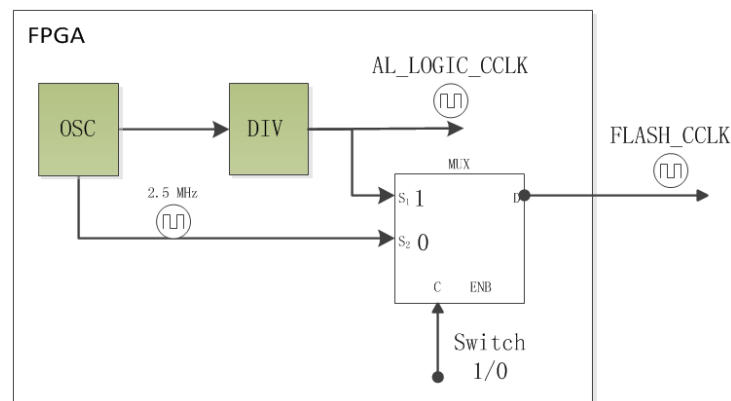 FPGA
AL_LOGIC_CCLK
OSC
DIV
FLASH_CCLK
MUX
2.5 MHz
S₁ 1
D
S₂ 0
C ENB
Switch
1/0